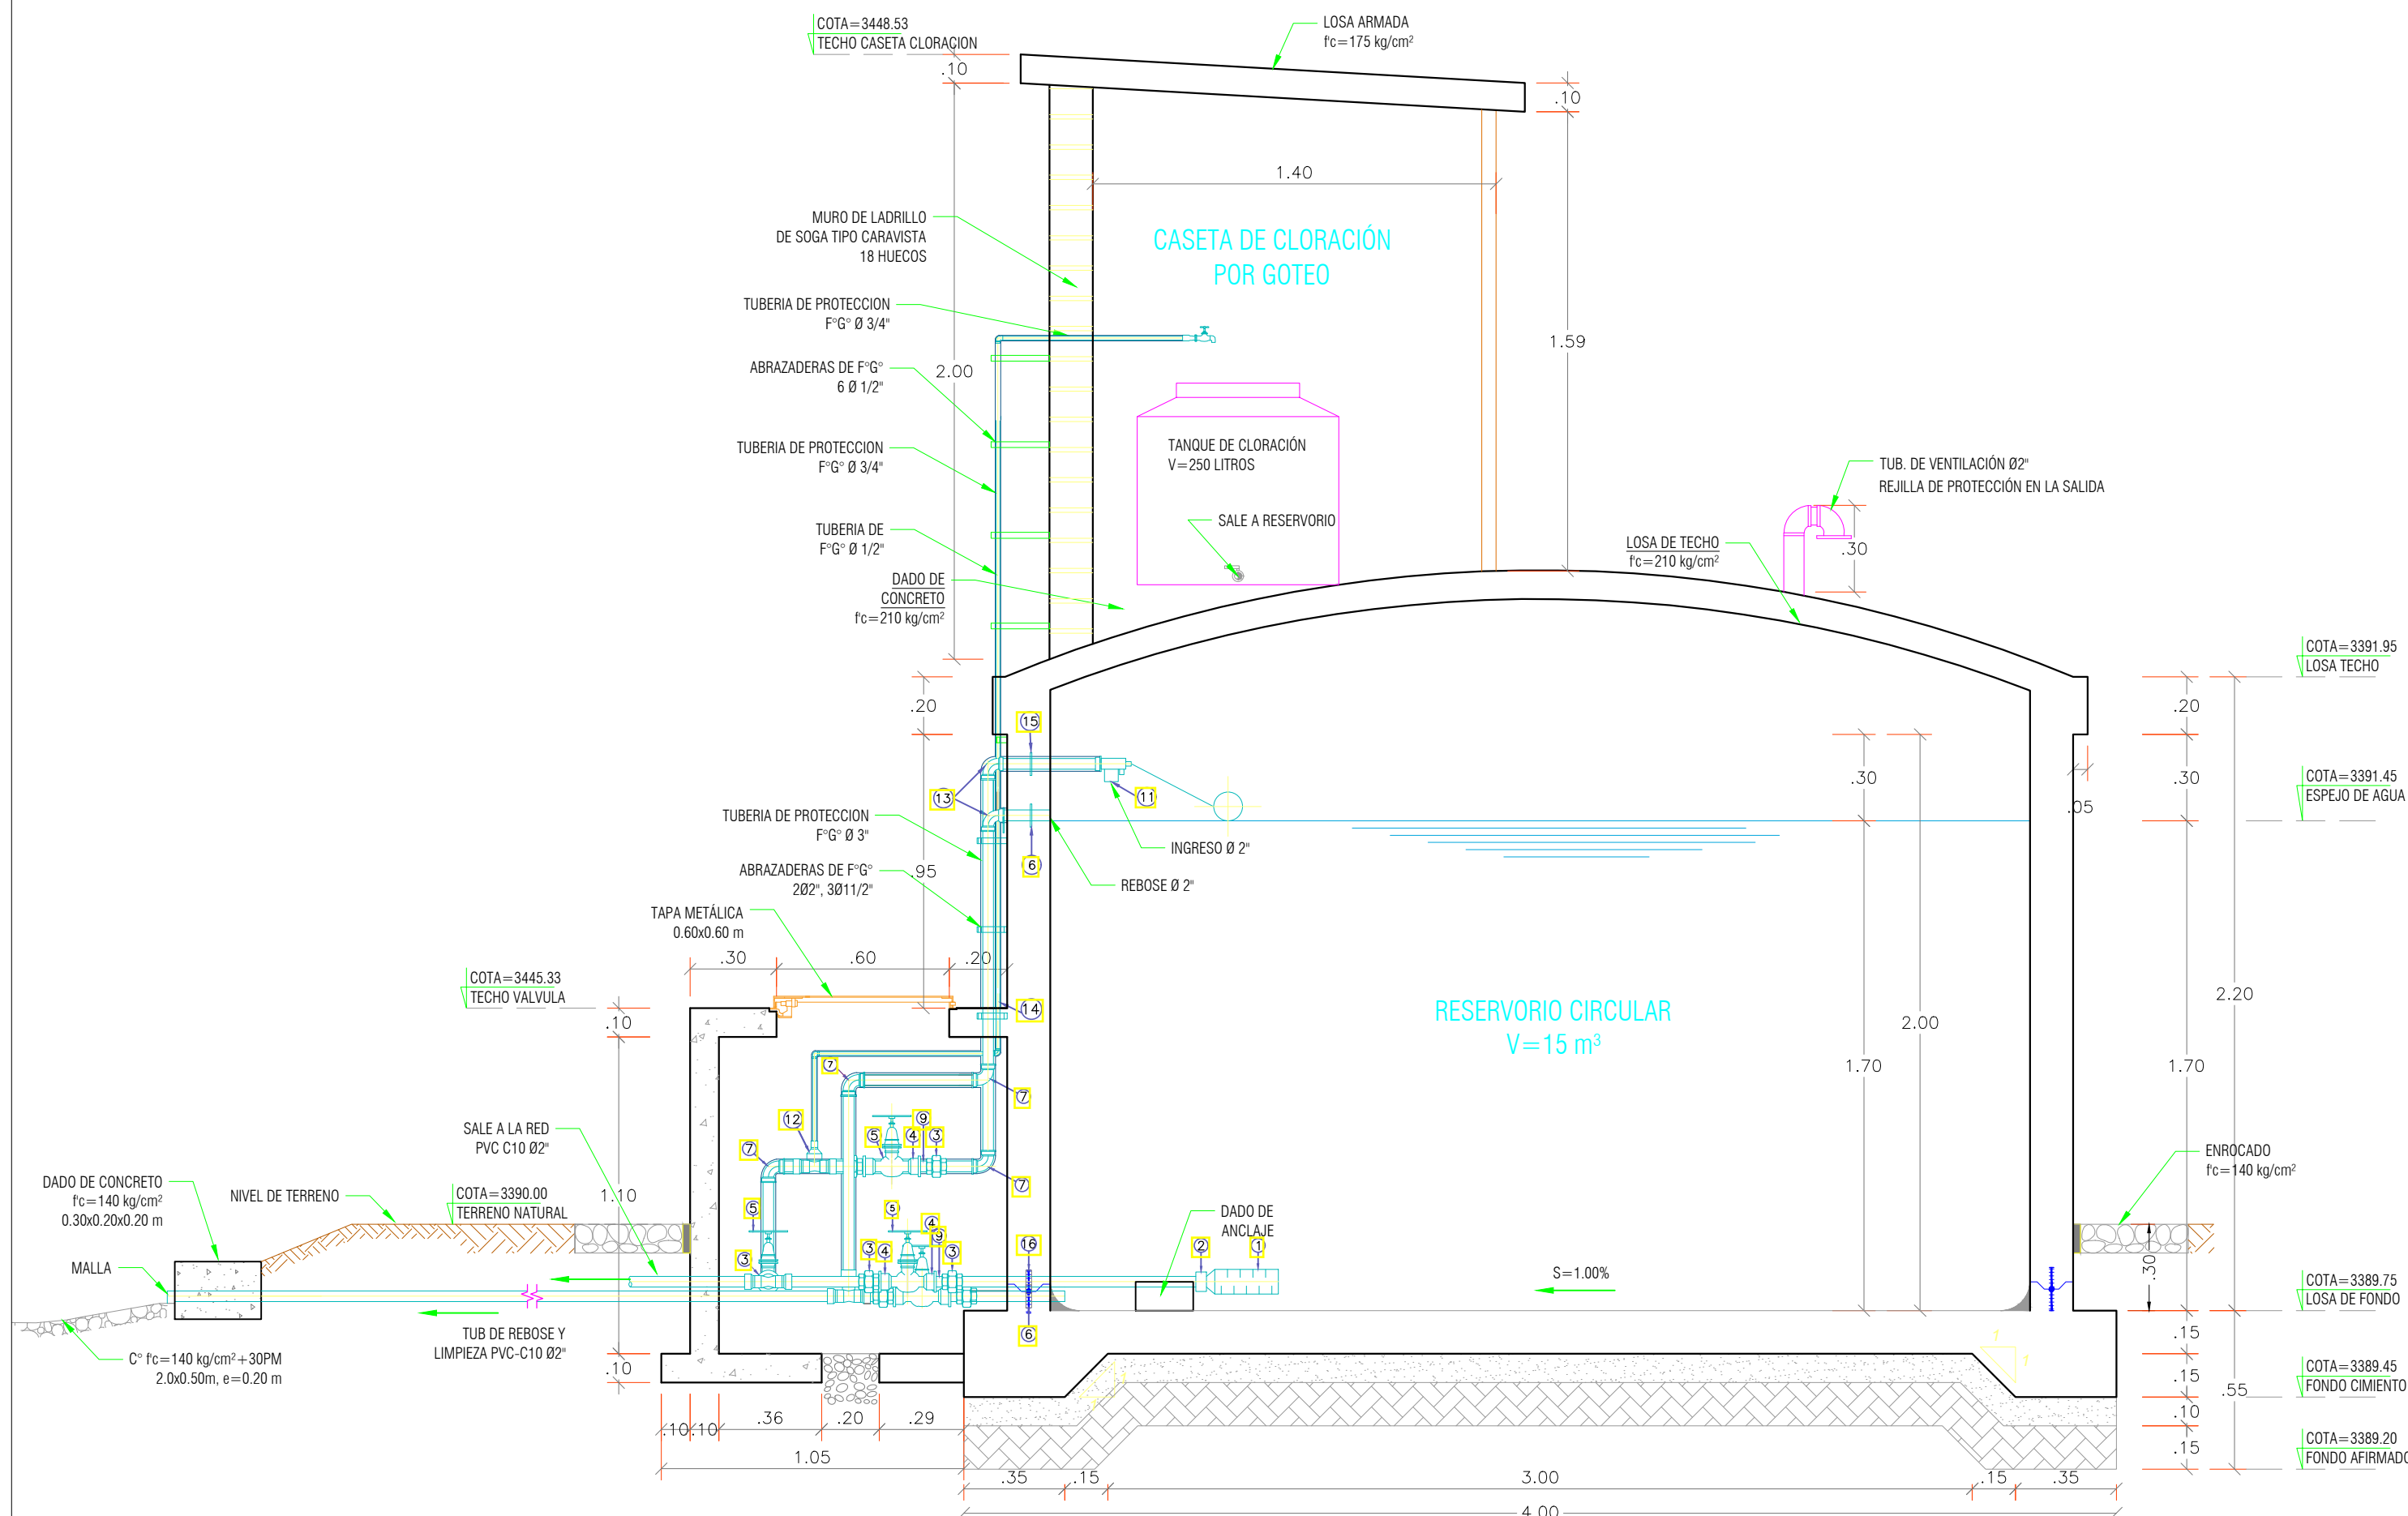 COTA=3448.53
TECHO CASETA CLORACION
LOSA ARMADA
f'c=175 kg/cm²
.10
.10
1.40
MURO DE LADRILLO
DE SOGA TIPO CARAVISTA
18 HUECOS
CASETA DE CLORACIÓN
POR GOTEO
TUBERIA DE PROTECCION
F°G° Ø 3/4"
1.59
ABRAZADERAS DE F°G°
6 Ø 1/2"
2.00
TUBERIA DE PROTECCION
F°G° Ø 3/4"
TANQUE DE CLORACIÓN
V=250 LITROS
TUB. DE VENTILACIÓN Ø2"
REJILLA DE PROTECCIÓN EN LA SALIDA
SALE A RESERVORIO
TUBERIA DE
F°G° Ø 1/2"
.30
LOSA DE TECHO
f'c=210 kg/cm²
DADO DE
CONCRETO
f'c=210 kg/cm²
COTA=3391.95
LOSA TECHO
.20
.20
15
13
11
.30
.30
COTA=3391.45
ESPEJO DE AGUA
.05
TUBERIA DE PROTECCION
F°G° Ø 3"
INGRESO Ø 2"
6
ABRAZADERAS DE F°G°
2Ø2", 3Ø11/2"
.95
REBOSE Ø 2"
TAPA METÁLICA
0.60x0.60 m
.30
.60
.20
COTA=3445.33
TECHO VALVULA
14
RESERVORIO CIRCULAR
V=15 m³
2.20
2.00
.10
1.70
1.70
7
7
12
9
5
4
3
SALE A LA RED
PVC C10 Ø2"
7
7
ENROCADO
f'c=140 kg/cm²
DADO DE CONCRETO
f'c=140 kg/cm²
0.30x0.20x0.20 m
NIVEL DE TERRENO
COTA=3390.00
TERRENO NATURAL
1.10
5
5
4
9
16
DADO DE
ANCLAJE
2
1
3
3
4
3
MALLA
S=1.00%
.30
COTA=3389.75
LOSA DE FONDO
TUB DE REBOSE Y
LIMPIEZA PVC-C10 Ø2"
6
C° f'c=140 kg/cm²+30PM
2.0x0.50m, e=0.20 m
.10
.15
.15
COTA=3389.45
FONDO CIMIENTO
.55
.10
.10
.10
.36
.20
.29
.15
COTA=3389.20
FONDO AFIRMADO
1.05
.35
.15
3.00
.15
.35
4.00